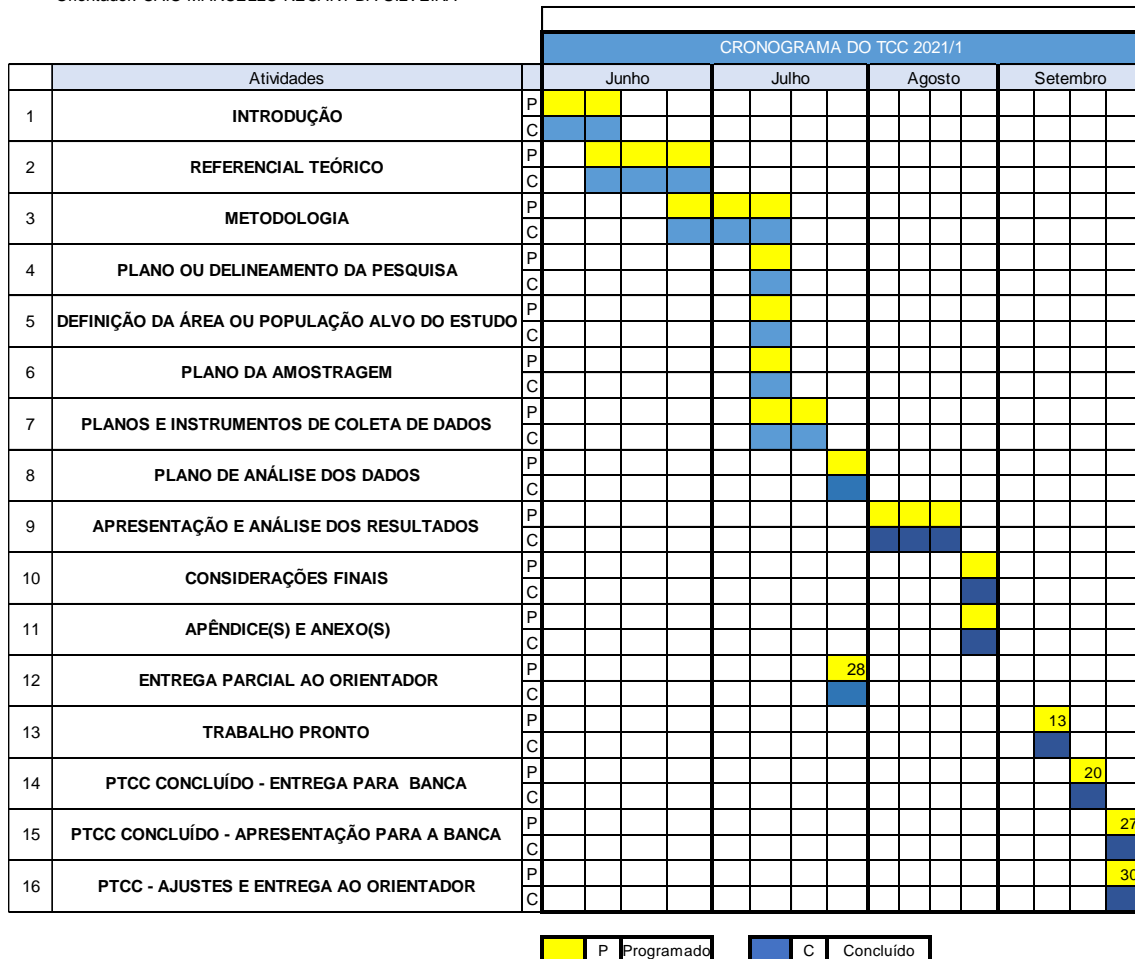 CRONOGRAMA DO TCC 2021/1
Atividades Junho Julho Agosto Setembro
1 INTRODUÇÃO P
C
2 REFERENCIAL TEÓRICO P
C
3 METODOLOGIA P
C
4 PLANO OU DELINEAMENTO DA PESQUISA P
C
5 DEFINIÇÃO DA ÁREA OU POPULAÇÃO ALVO DO ESTUDO P
C
6 PLANO DA AMOSTRAGEM P
C
7 PLANOS E INSTRUMENTOS DE COLETA DE DADOS P
C
8 PLANO DE ANÁLISE DOS DADOS P
C
9 APRESENTAÇÃO E ANÁLISE DOS RESULTADOS P
C
10 CONSIDERAÇÕES FINAIS P
C
11 APÊNDICE(S) E ANEXO(S) P
C
12 ENTREGA PARCIAL AO ORIENTADOR P 28
C
13 TRABALHO PRONTO P 13
C
14 PTCC CONCLUÍDO - ENTREGA PARA BANCA P 20
C
15 PTCC CONCLUÍDO - APRESENTAÇÃO PARA A BANCA P 27
C
16 PTCC - AJUSTES E ENTREGA AO ORIENTADOR P 30
C
P Programado C Concluído